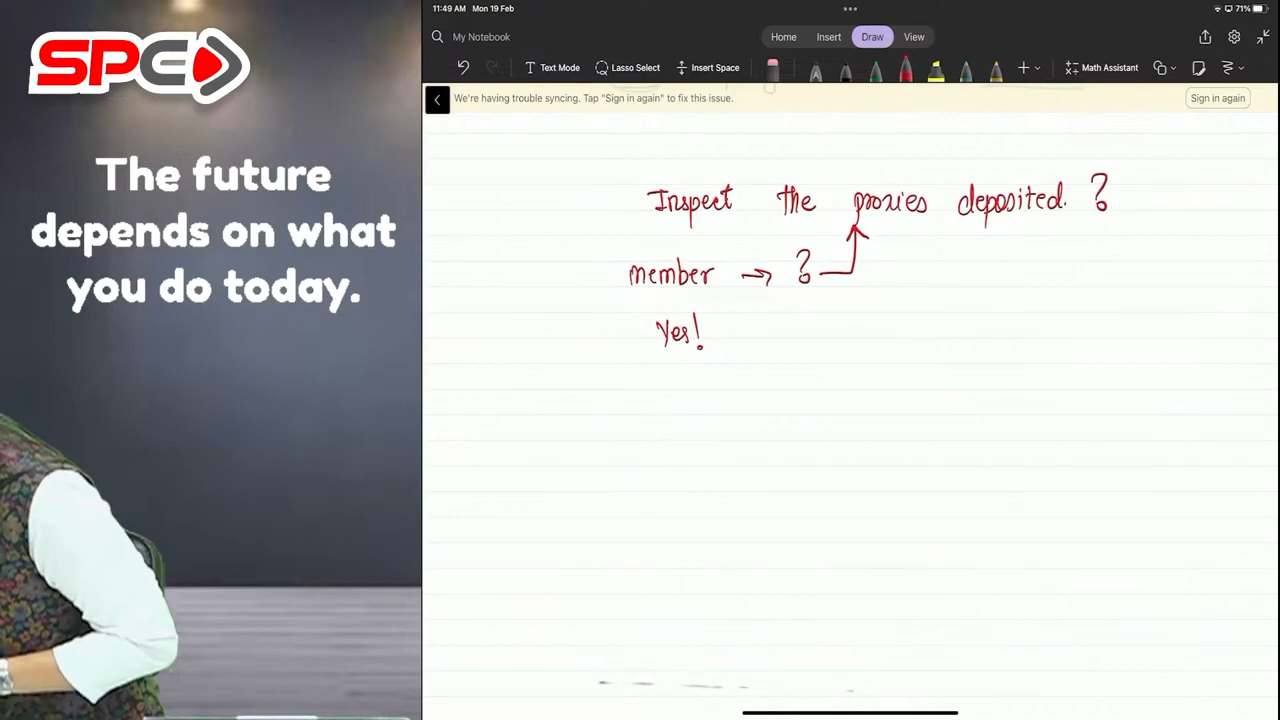 11:49 AM Mon 19 Feb
71%
SPE
My Notebook
Home Insert Draw View
Text Mode Lasso Select Insert Space Math Assistant
We're having trouble syncing. Tap "Sign in again" to fix this issue. Sign in again
The future
depends on what
you do today.
Inspect the proxies deposited. ?
member → ?
Yes!